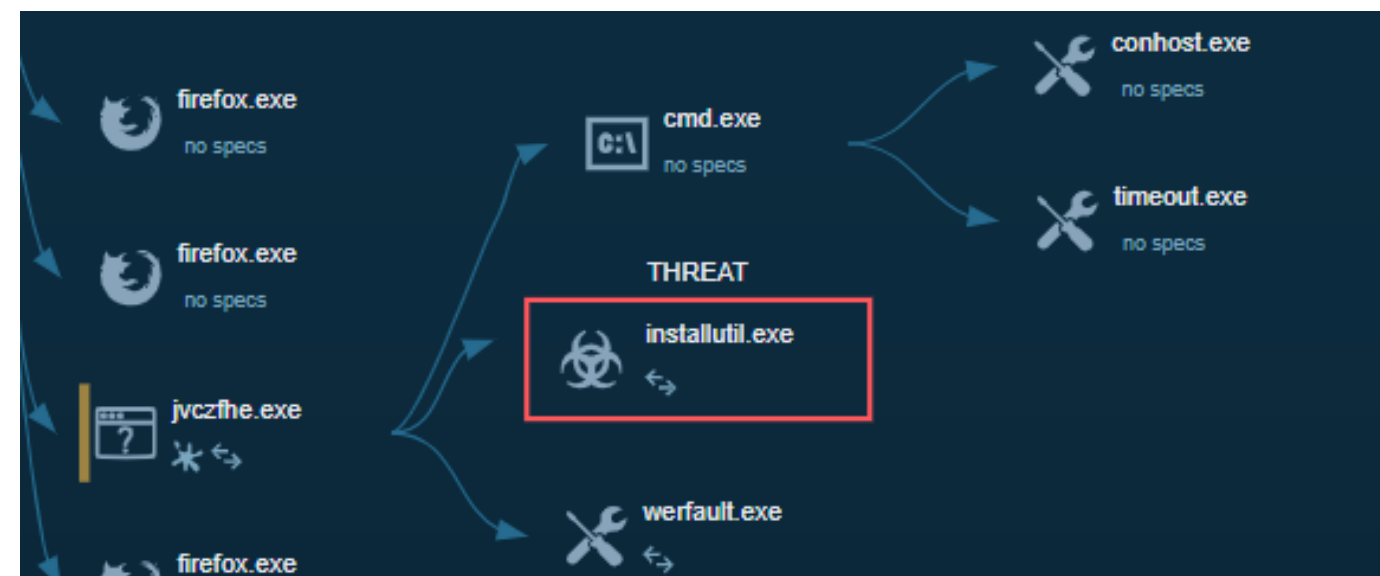 firefox.exe
no specs
firefox.exe
no specs
jvczfhe.exe
?
firefox.exe
C:\
cmd.exe
no specs
THREAT
installutil.exe
werfault.exe
conhost.exe
no specs
timeout.exe
no specs